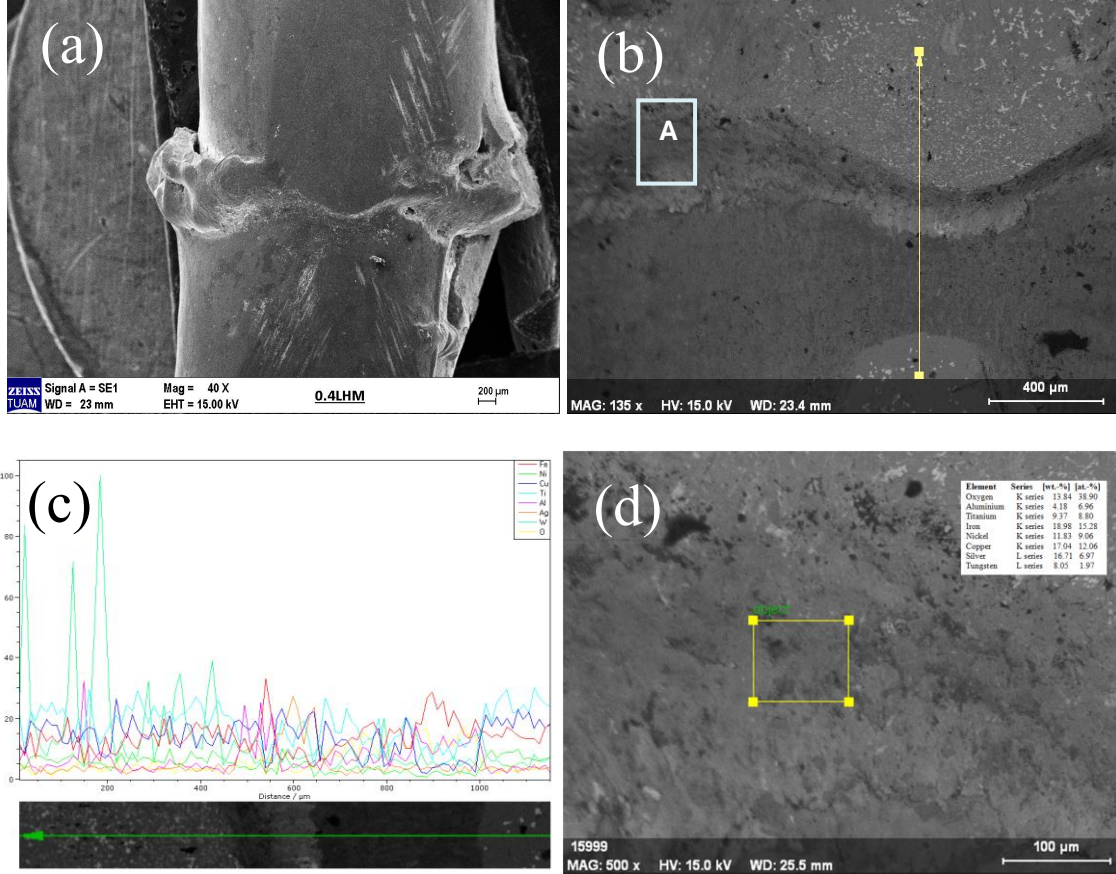 (a)
ZEISS
TUAM
Signal A = SE1
WD = 23 mm
Mag = 40 X
EHT = 15.00 kV
0.4LHM
200 µm
(b)
A
400 µm
MAG: 135 x HV: 15.0 kV WD: 23.4 mm
(c)
100
80
60
40
20
0
200
400
600
800
1000
Distance / µm
Fe
Ni
Cu
Ti
Al
Ag
W
O
(d)
Element Series [wt.-%] [at.-%]
Oxygen K series 13.84 38.90
Aluminium K series 4.18 6.96
Titanium K series 9.37 8.80
Iron K series 18.98 15.28
Nickel K series 11.83 9.06
Copper K series 17.04 12.06
Silver L series 16.71 6.97
Tungsten L series 8.05 1.97
15999
MAG: 500 x HV: 15.0 kV WD: 25.5 mm
100 µm